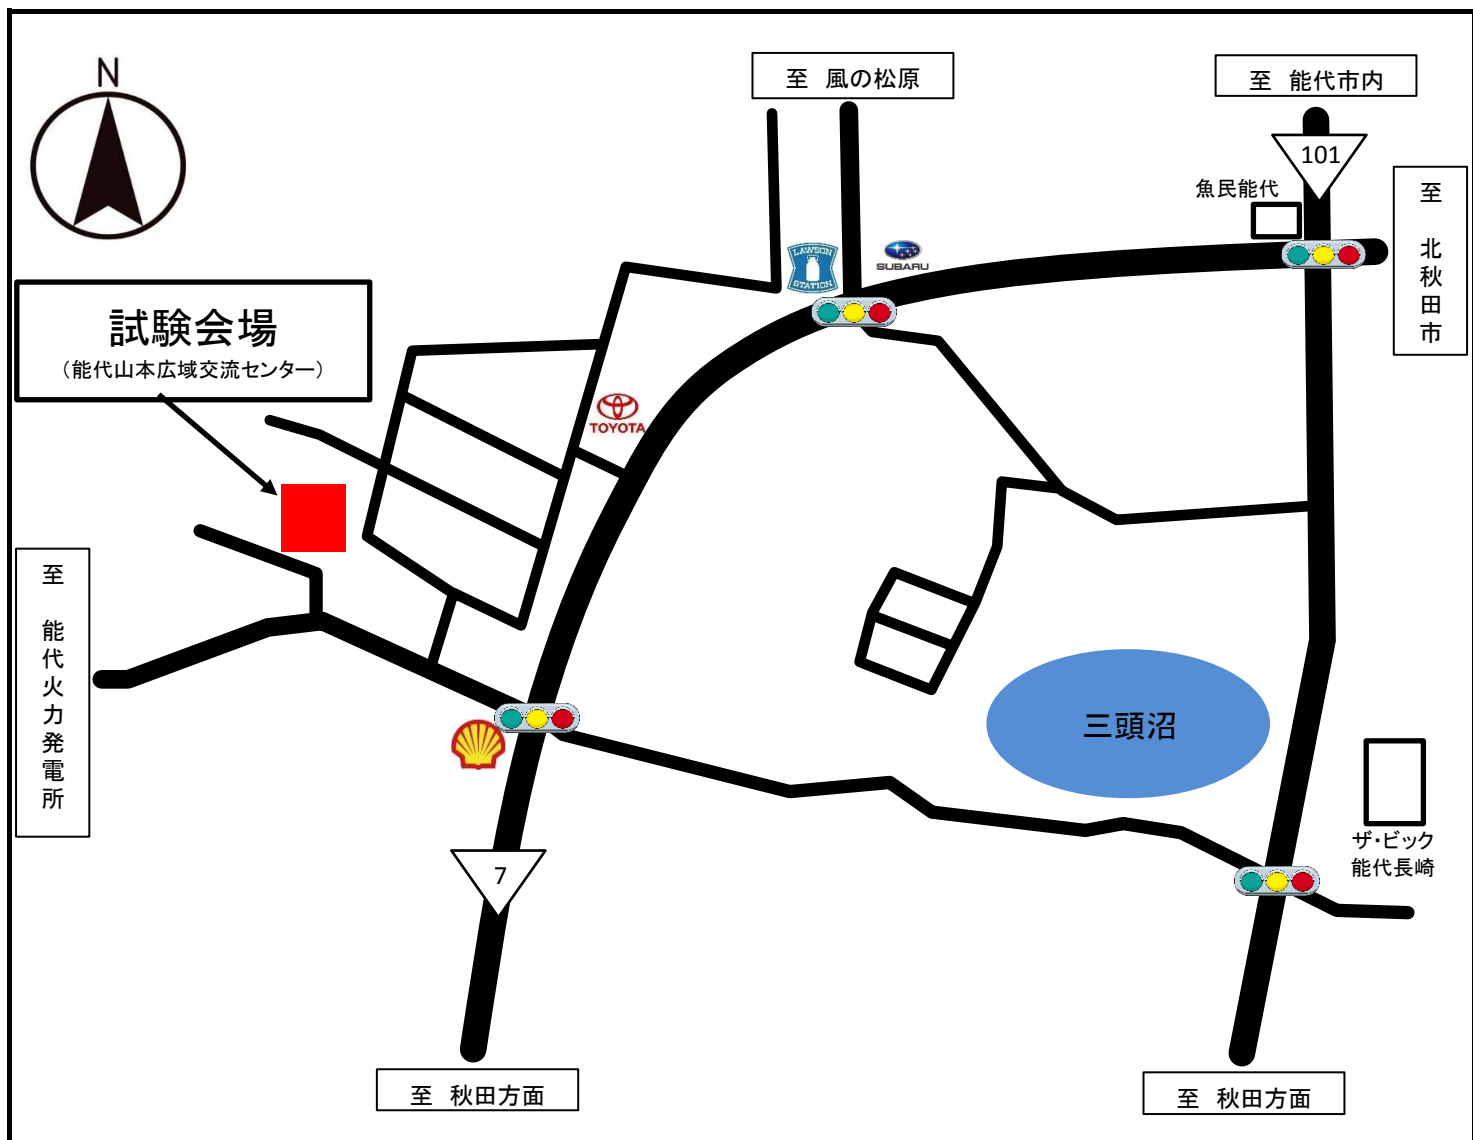 N
至 風の松原
至 能代市内
101
魚民能代
至 北秋田市
LAWSON
STATION
SUBARU
試験会場
(能代山本広域交流センター)
TOYOTA
至 能代火力発電所
三頭沼
ザ・ビック
能代長崎
7
至 秋田方面
至 秋田方面